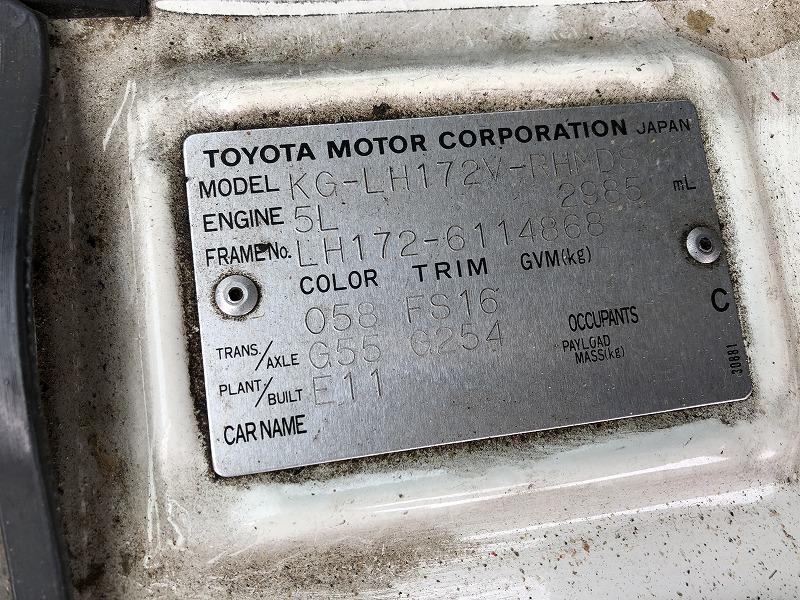 TOYOTA MOTOR CORPORATION JAPAN
MODEL KG-LH172V-RHMDS
ENGINE 5L 2985 mL
FRAME No. LH172-6114868
COLOR TRIM GVM(kg)
058 FS16
TRANS./AXLE G55 G254
OCCUPANTS
C
PAYLOAD MASS(kg)
PLANT/BUILT E11
CAR NAME
30881